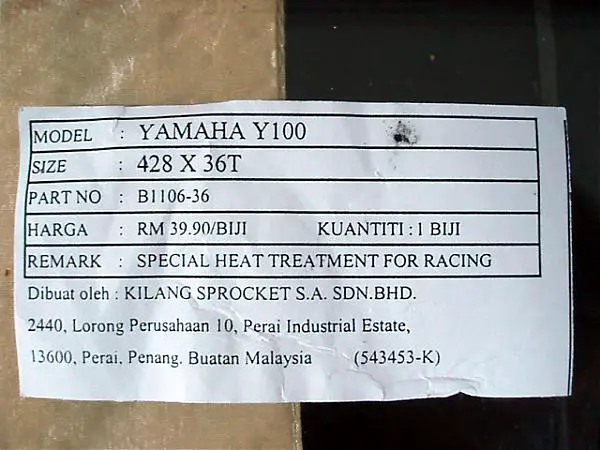 MODEL : YAMAHA Y100
SIZE : 428 X 36T
PART NO : B1106-36
HARGA : RM 39.90/BIJI KUANTITI : 1 BIJI
REMARK : SPECIAL HEAT TREATMENT FOR RACING
Dibuat oleh : KILANG SPROCKET S.A. SDN.BHD.
2440, Lorong Perusahaan 10, Perai Industrial Estate,
13600, Perai, Penang. Buatan Malaysia (543453-K)